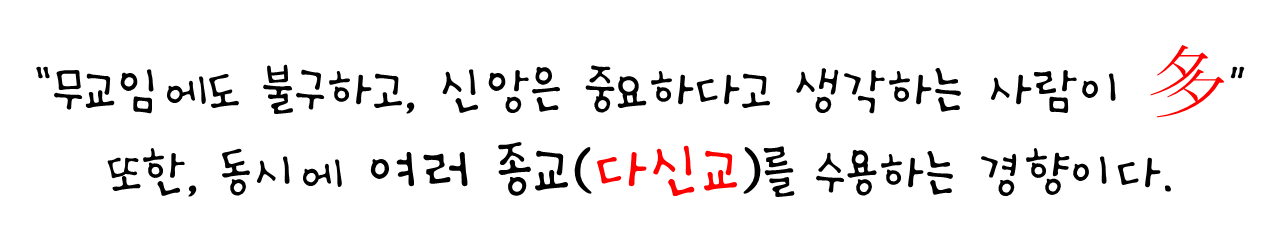 "무교임에도 불구하고, 신앙은 중요하다고 생각하는 사람이 多"
또한, 동시에 여러 종교(다신교)를 수용하는 경향이다.